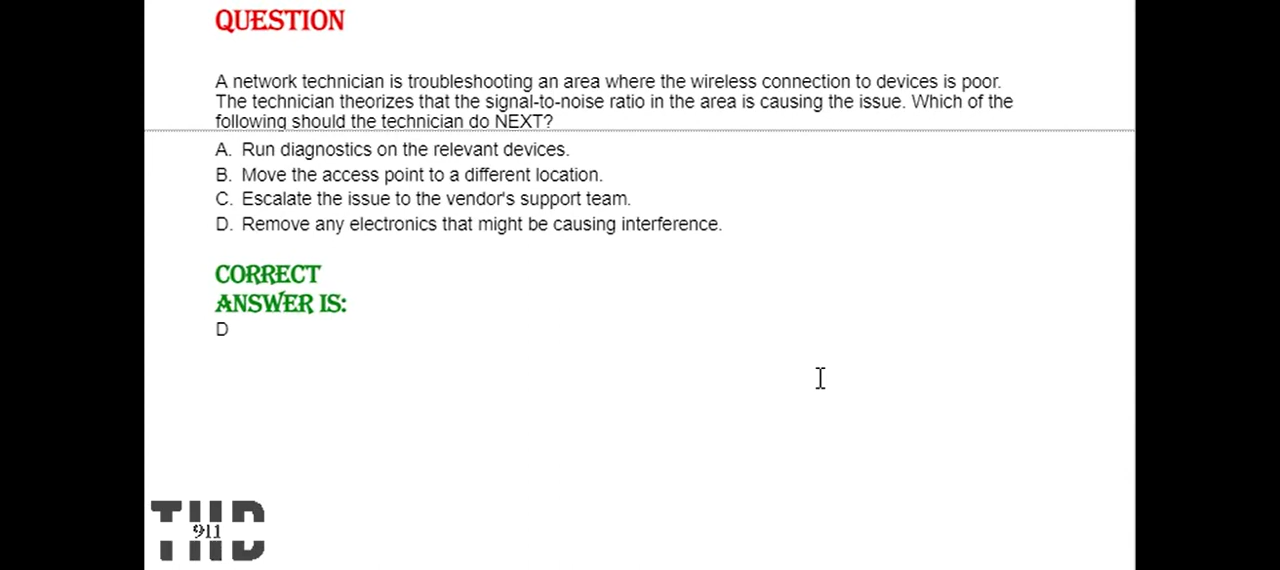 QUESTION
A network technician is troubleshooting an area where the wireless connection to devices is poor.
The technician theorizes that the signal-to-noise ratio in the area is causing the issue. Which of the
following should the technician do NEXT?
A. Run diagnostics on the relevant devices.
B. Move the access point to a different location.
C. Escalate the issue to the vendor's support team.
D. Remove any electronics that might be causing interference.
CORRECT
ANSWER IS:
D
THD
911